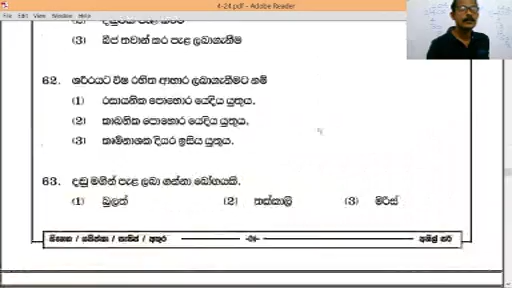 4-24.pdf - Adobe Reader
File Edit View Window Help
(3) බීජ තවාන් කර පැළ ලබාගැනීම
62. ශරීරයට විෂ රහිත ආහාර ලබාගැනීමට නම්
(1) රසායනික පොහොර යෙදිය යුතුය.
(2) කාබනික පොහොර යෙදිය යුතුය.
(3) කෘමිනාශක දියර ඉසිය යුතුය.
63. දඬු මගින් පැළ ලබා ගන්නා බෝගයකි.
(1) බුලත් (2) තක්කාලි (3) මිරිස්